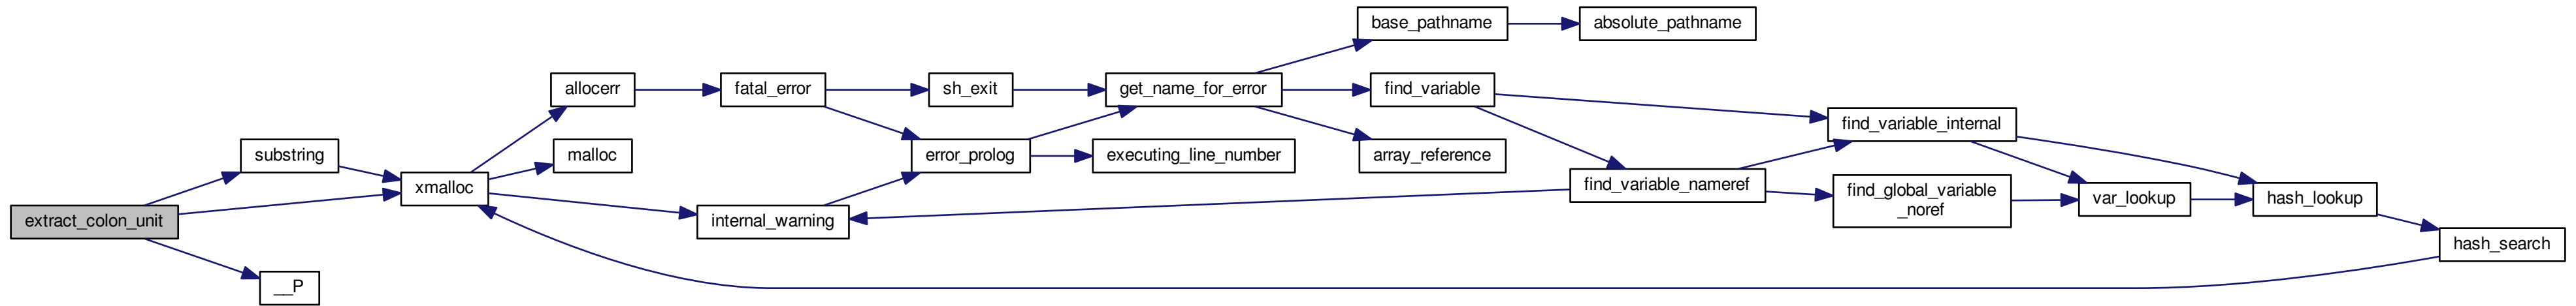 base_pathname
absolute_pathname
allocerr
fatal_error
sh_exit
get_name_for_error
find_variable
find_variable_internal
substring
malloc
error_prolog
executing_line_number
array_reference
xmalloc
find_variable_nameref
find_global_variable
_noref
var_lookup
hash_lookup
extract_colon_unit
internal_warning
hash_search
__P